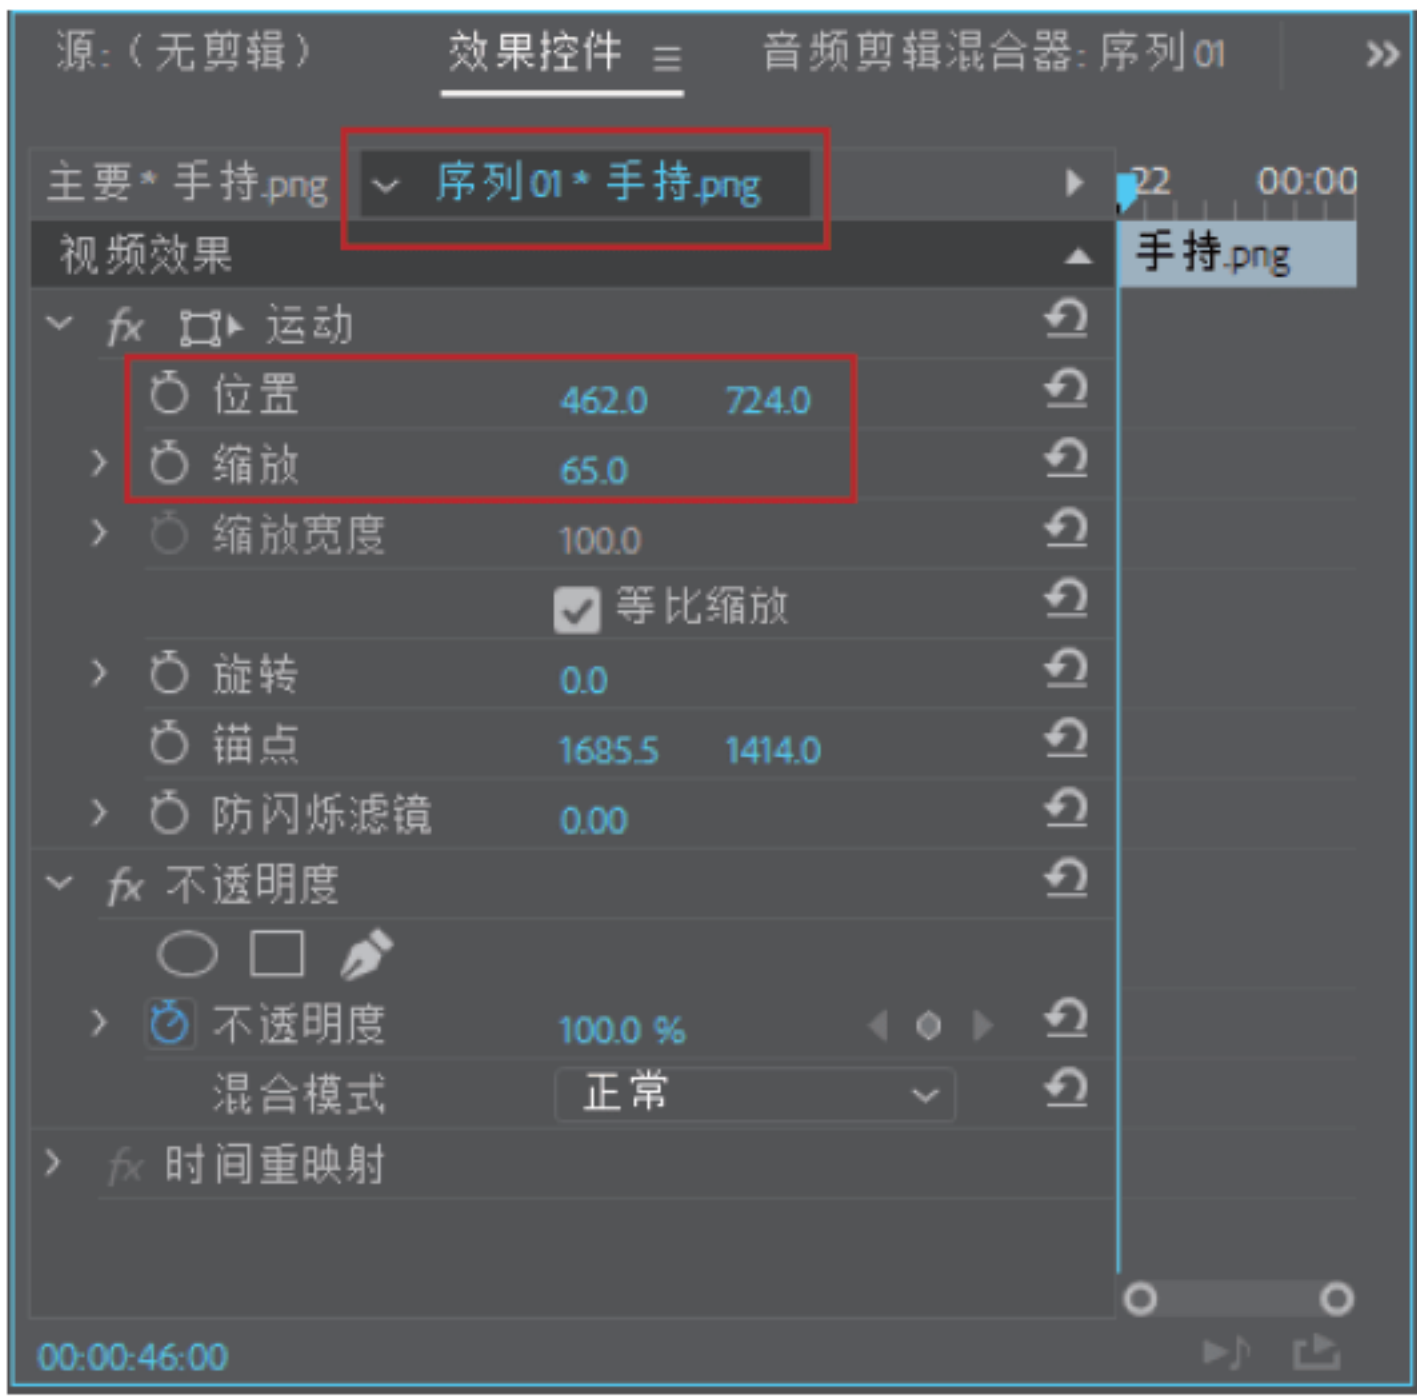 源:（无剪辑） 效果控件 音频剪辑混合器: 序列 01
主要* 手持.png 序列 01 * 手持.png 22 00:00
视频效果 手持.png
fx 运动
位置 462.0 724.0
缩放 65.0
缩放宽度 100.0
等比缩放
旋转 0.0
锚点 1685.5 1414.0
防闪烁滤镜 0.00
fx 不透明度
不透明度 100.0 %
混合模式 正常
fx 时间重映射
00:00:46:00